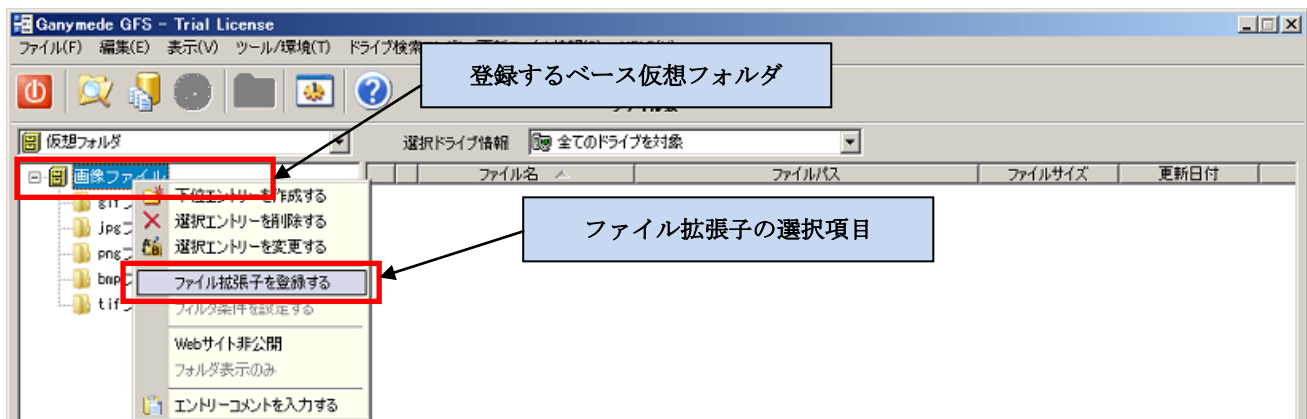 Ganymede GFS - Trial License
ファイル(F) 編集(E) 表示(V) ツール/環境(T) ドライブ検索
登録するベース仮想フォルダ
仮想フォルダ
選択ドライブ情報 全てのドライブを対象
画像ファイル
ファイル名 ファイルパス ファイルサイズ 更新日付
gif
下位エントリーを作成する
jpg
選択エントリーを削除する
png
選択エントリーを変更する
ファイル拡張子の選択項目
bmp
ファイル拡張子を登録する
tif
フィルタ条件を設定する
Webサイト非公開
フォルダ表示のみ
エントリーコメントを入力する